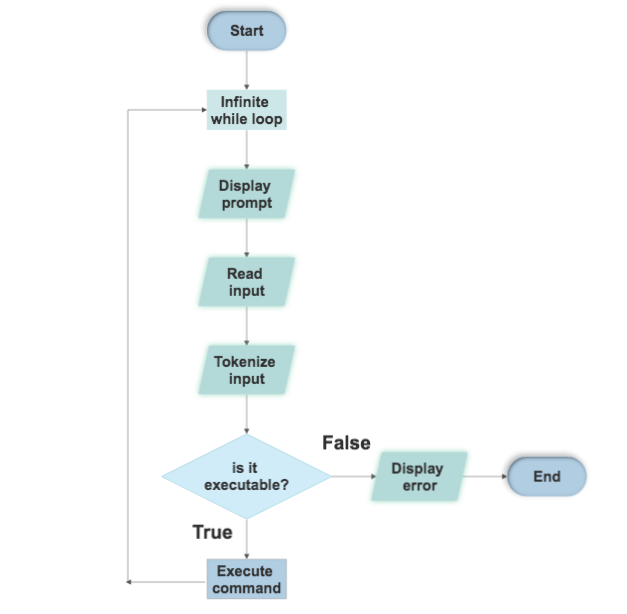 Start
Infinite
while loop
Display
prompt
Read
input
Tokenize
input
is it
executable?
False
Display
error
End
True
Execute
command